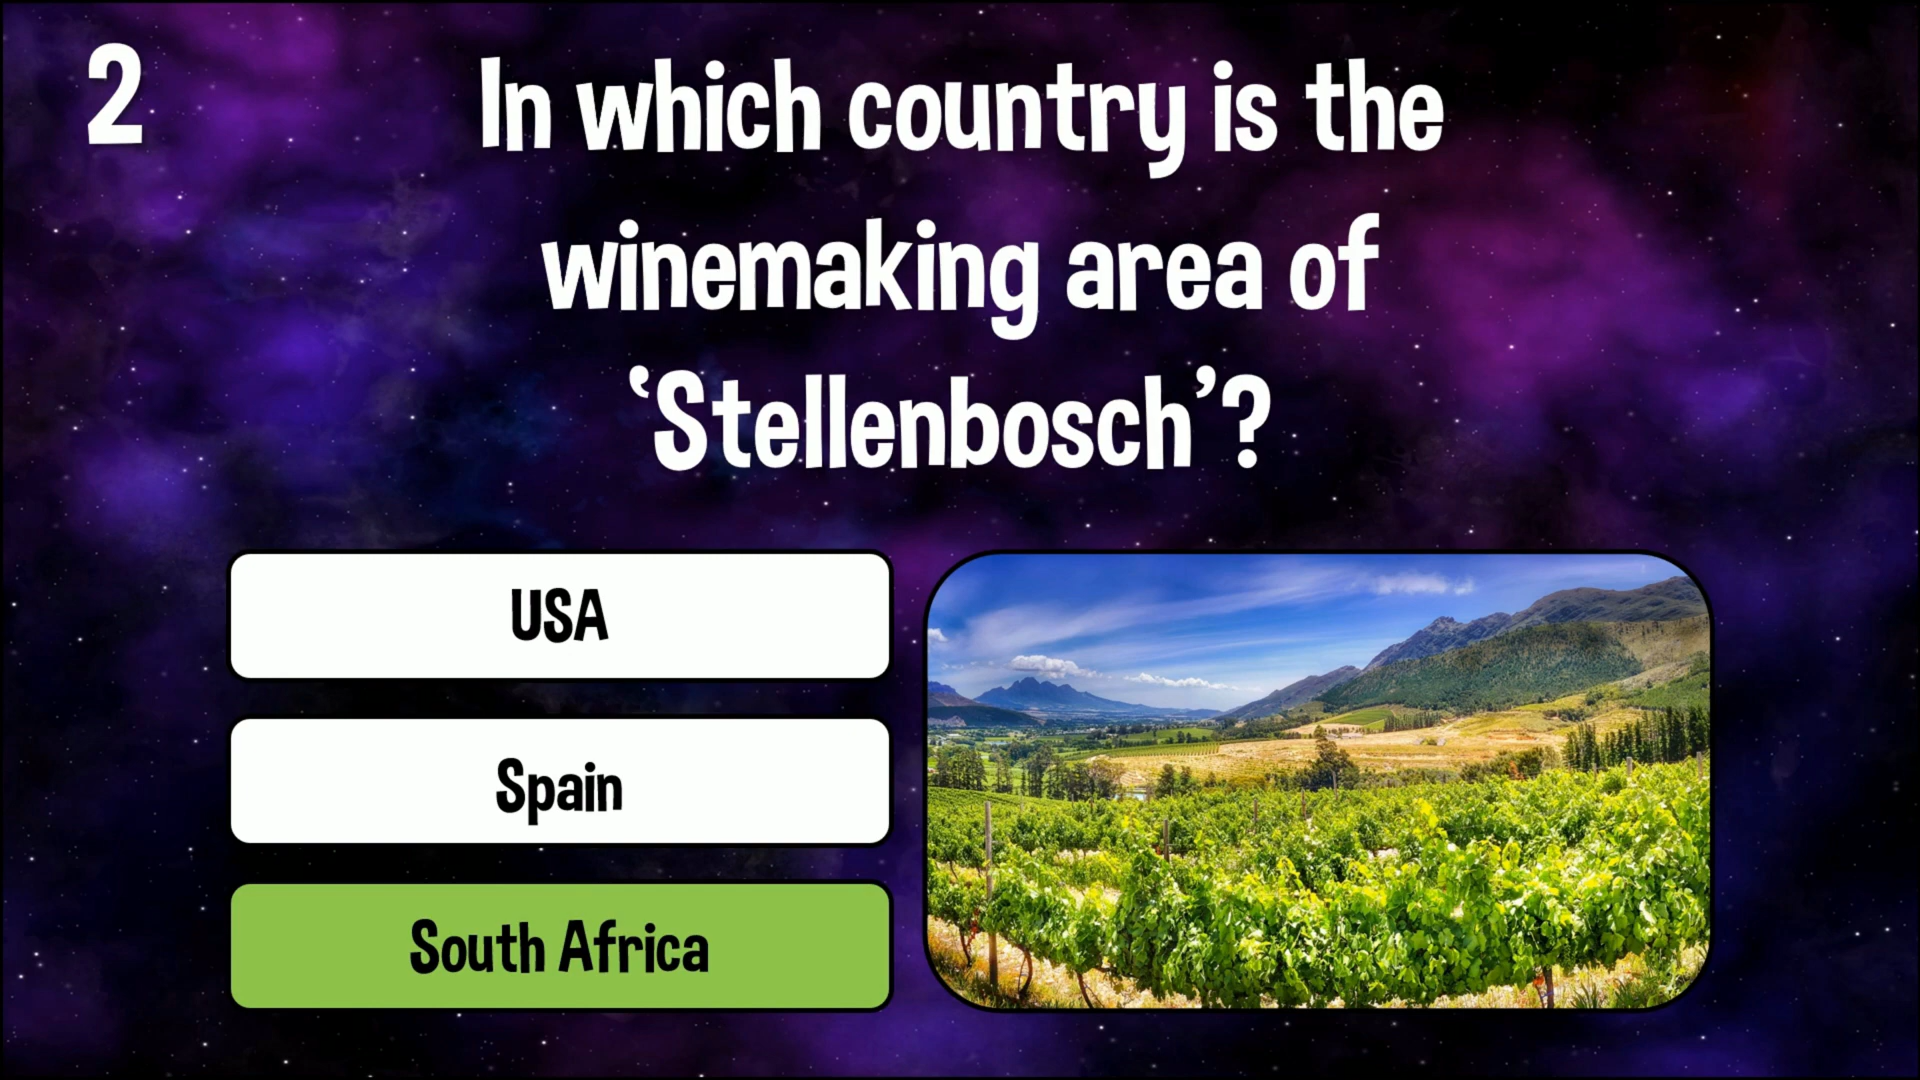 2
In which country is the
winemaking area of
‘Stellenbosch’?
USA
Spain
South Africa